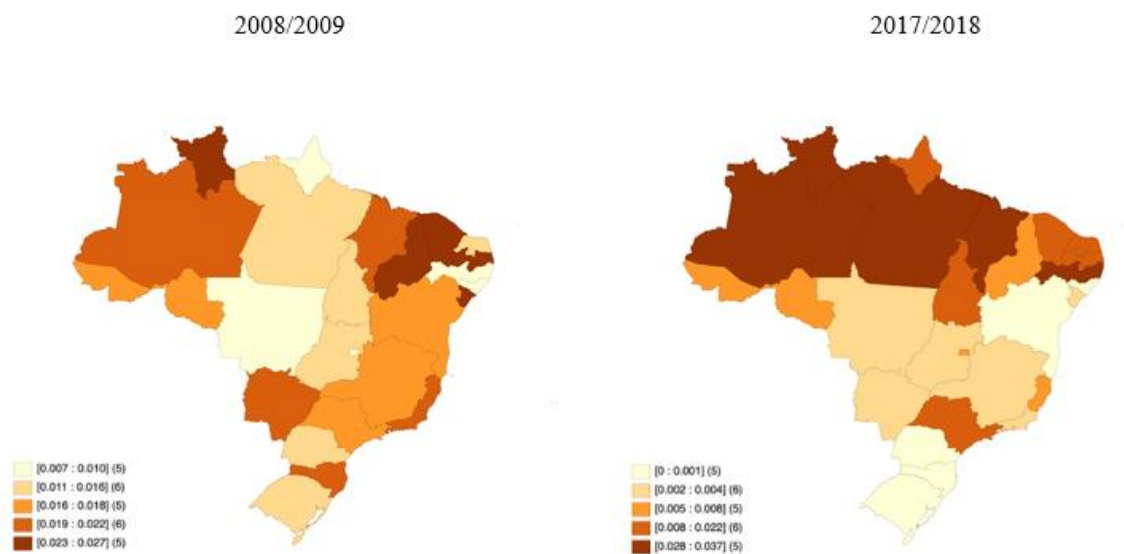 2008/2009
2017/2018
[0.007 : 0.010] (5)
[0.011 : 0.016] (6)
[0.016 : 0.018] (5)
[0.019 : 0.022] (6)
[0.023 : 0.027] (5)
[0 : 0.001] (5)
[0.002 : 0.004] (6)
[0.005 : 0.008] (5)
[0.008 : 0.022] (6)
[0.028 : 0.037] (5)